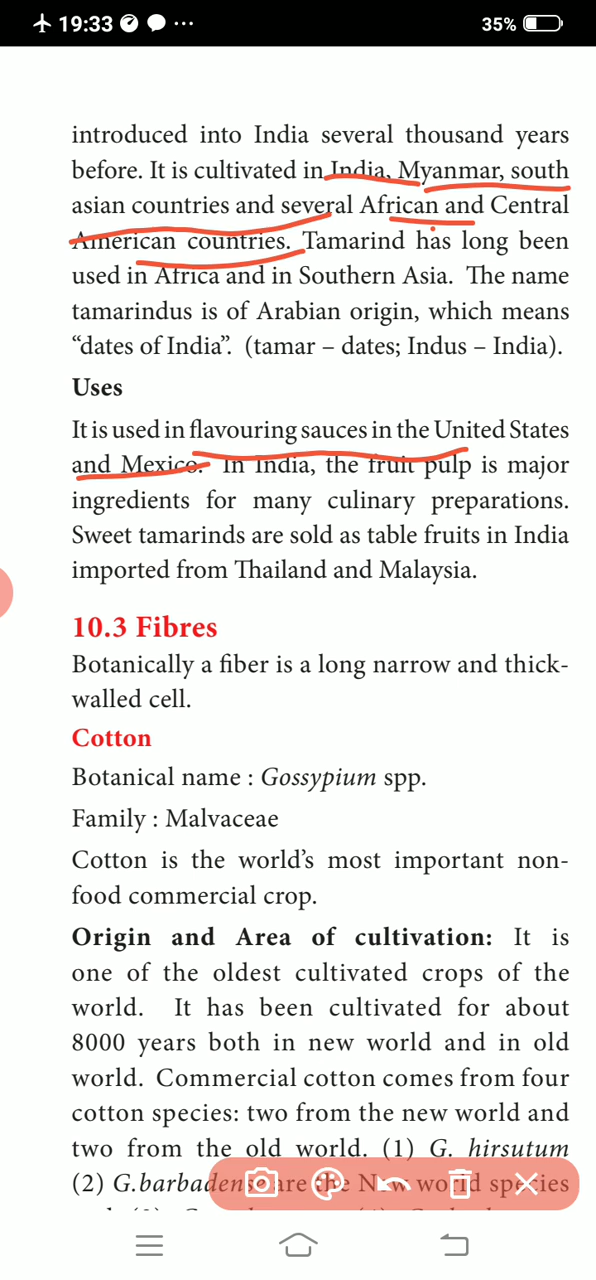 19:33
35%
introduced into India several thousand years
before. It is cultivated in India, Myanmar, south
asian countries and several African and Central
American countries. Tamarind has long been
used in Africa and in Southern Asia. The name
tamarindus is of Arabian origin, which means
“dates of India”. (tamar – dates; Indus – India).
Uses
It is used in flavouring sauces in the United States
and Mexico. In India, the fruit pulp is major
ingredients for many culinary preparations.
Sweet tamarinds are sold as table fruits in India
imported from Thailand and Malaysia.
10.3 Fibres
Botanically a fiber is a long narrow and thick-
walled cell.
Cotton
Botanical name : Gossypium spp.
Family : Malvaceae
Cotton is the world’s most important non-
food commercial crop.
Origin and Area of cultivation: It is
one of the oldest cultivated crops of the
world. It has been cultivated for about
8000 years both in new world and in old
world. Commercial cotton comes from four
cotton species: two from the new world and
two from the old world. (1) G. hirsutum
(2) G.barbadense are the New world species